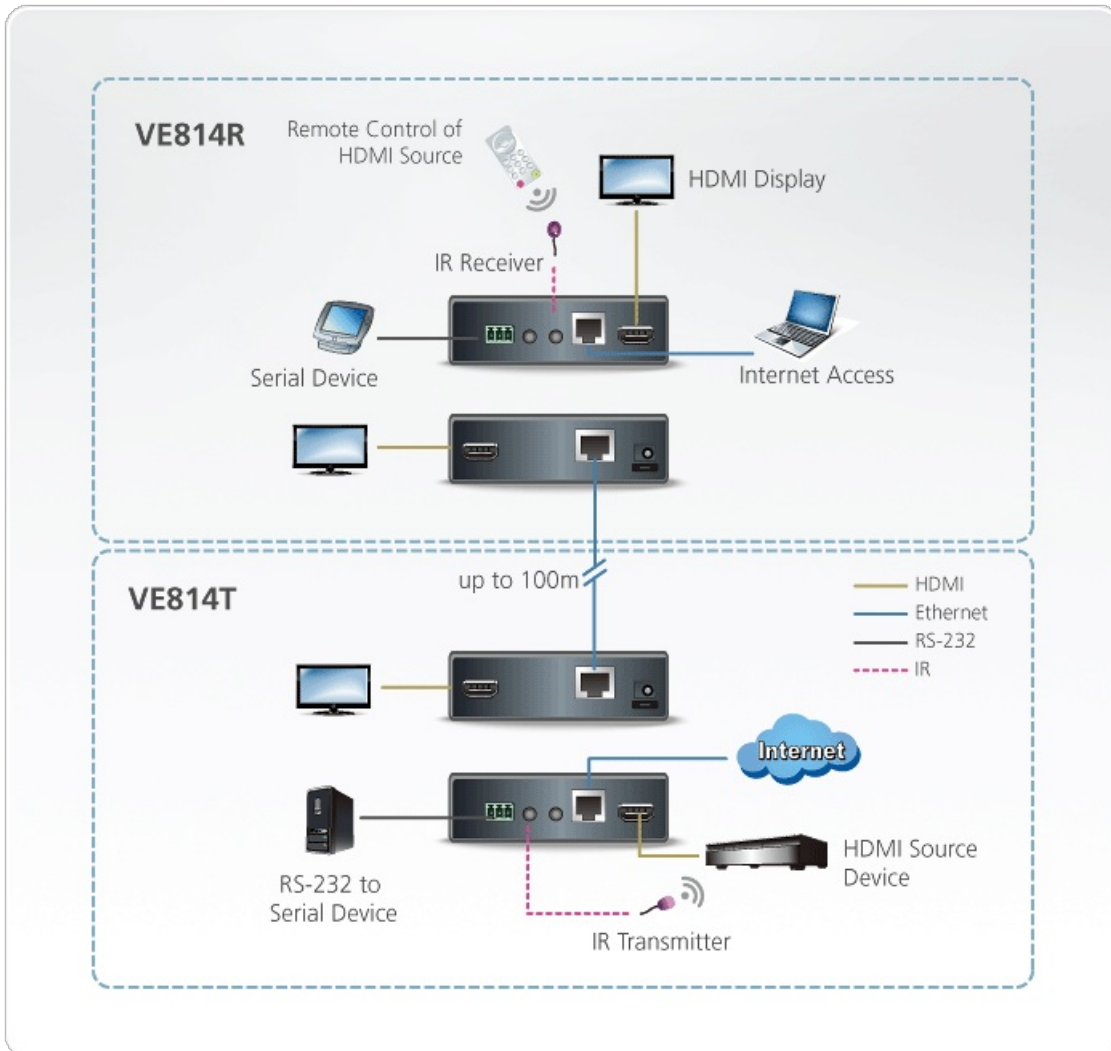 VE814R
Remote Control of
HDMI Source
HDMI Display
IR Receiver
Serial Device
Internet Access
up to 100m
VE814T
HDMI
Ethernet
RS-232
IR
Internet
RS-232 to
Serial Device
HDMI Source
Device
IR Transmitter